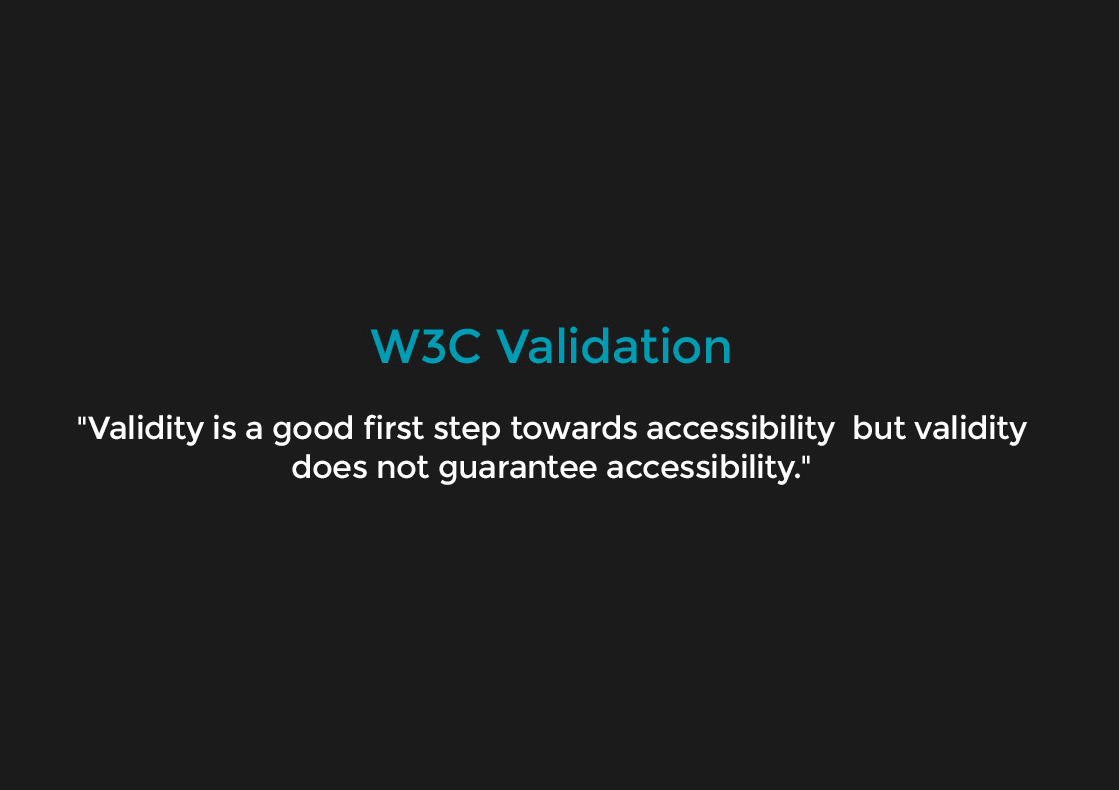 W3C Validation
"Validity is a good first step towards accessibility  but validity
does not guarantee accessibility."